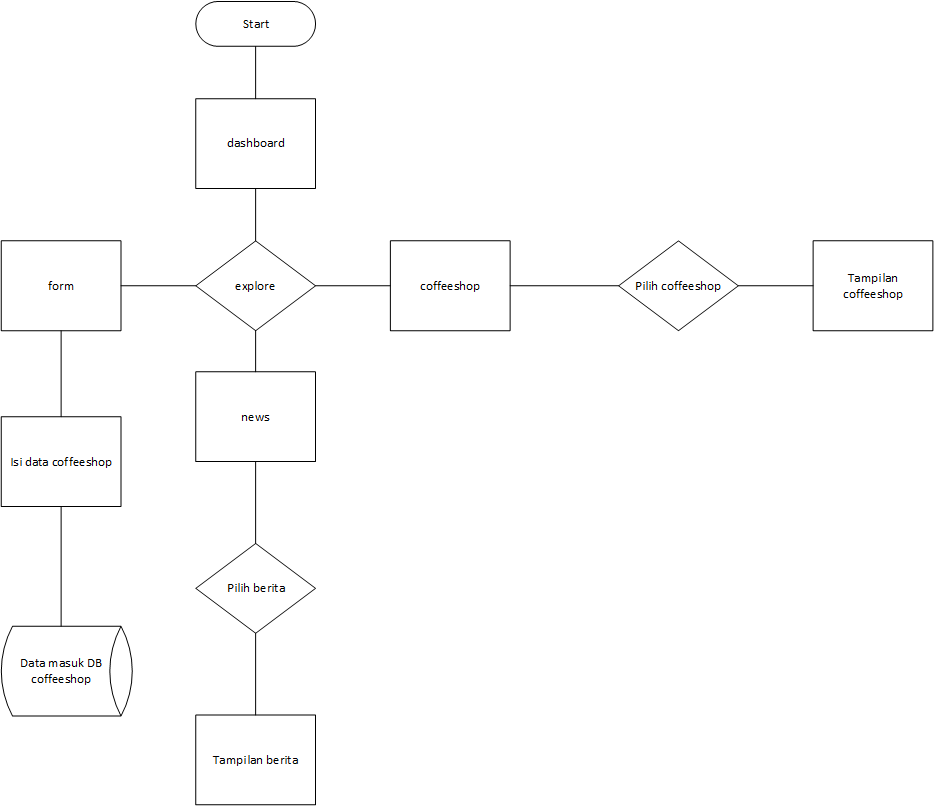 Start
dashboard
form
explore
coffeeshop
Pilih coffeeshop
Tampilan
coffeeshop
news
Isi data coffeeshop
Pilih berita
Data masuk DB
coffeeshop
Tampilan berita